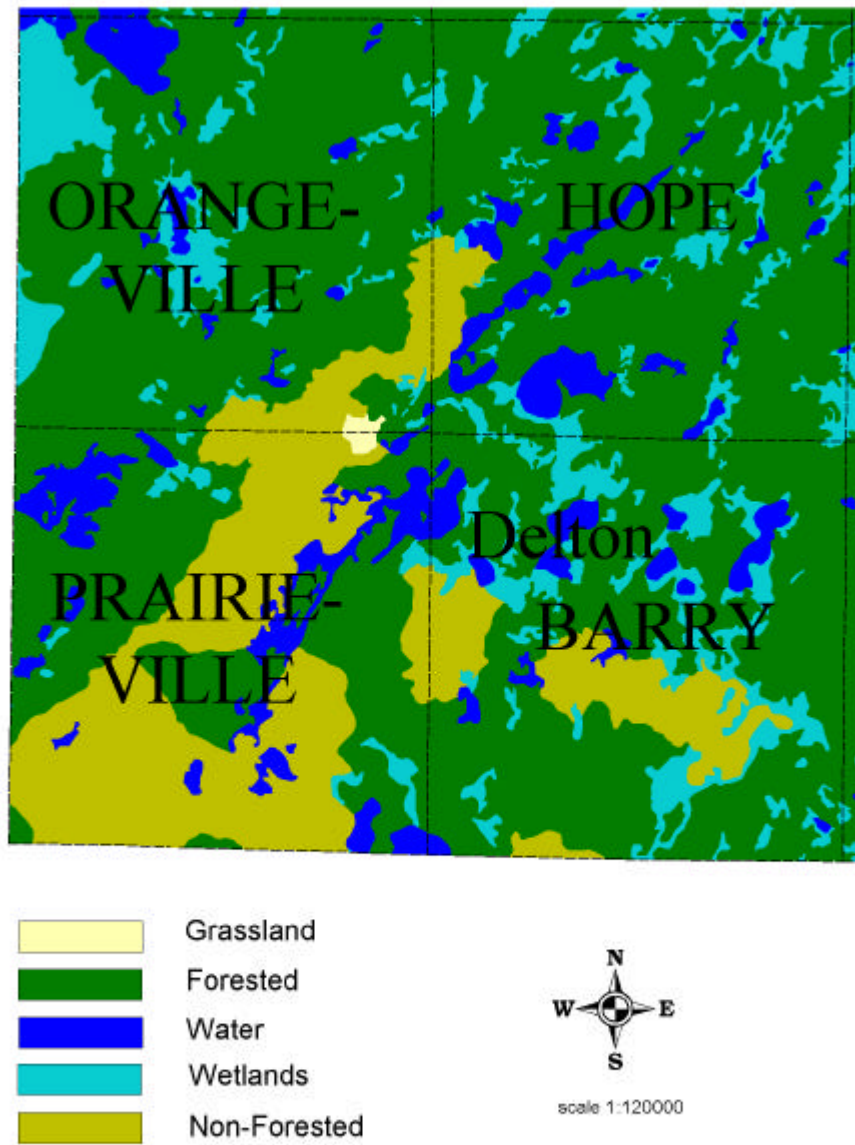 ORANGE-
VILLE
HOPE
PRAIRIE-
VILLE
Delton
BARRY
Grassland
Forested
Water
Wetlands
Non-Forested
N
W E
S
scale 1:120000